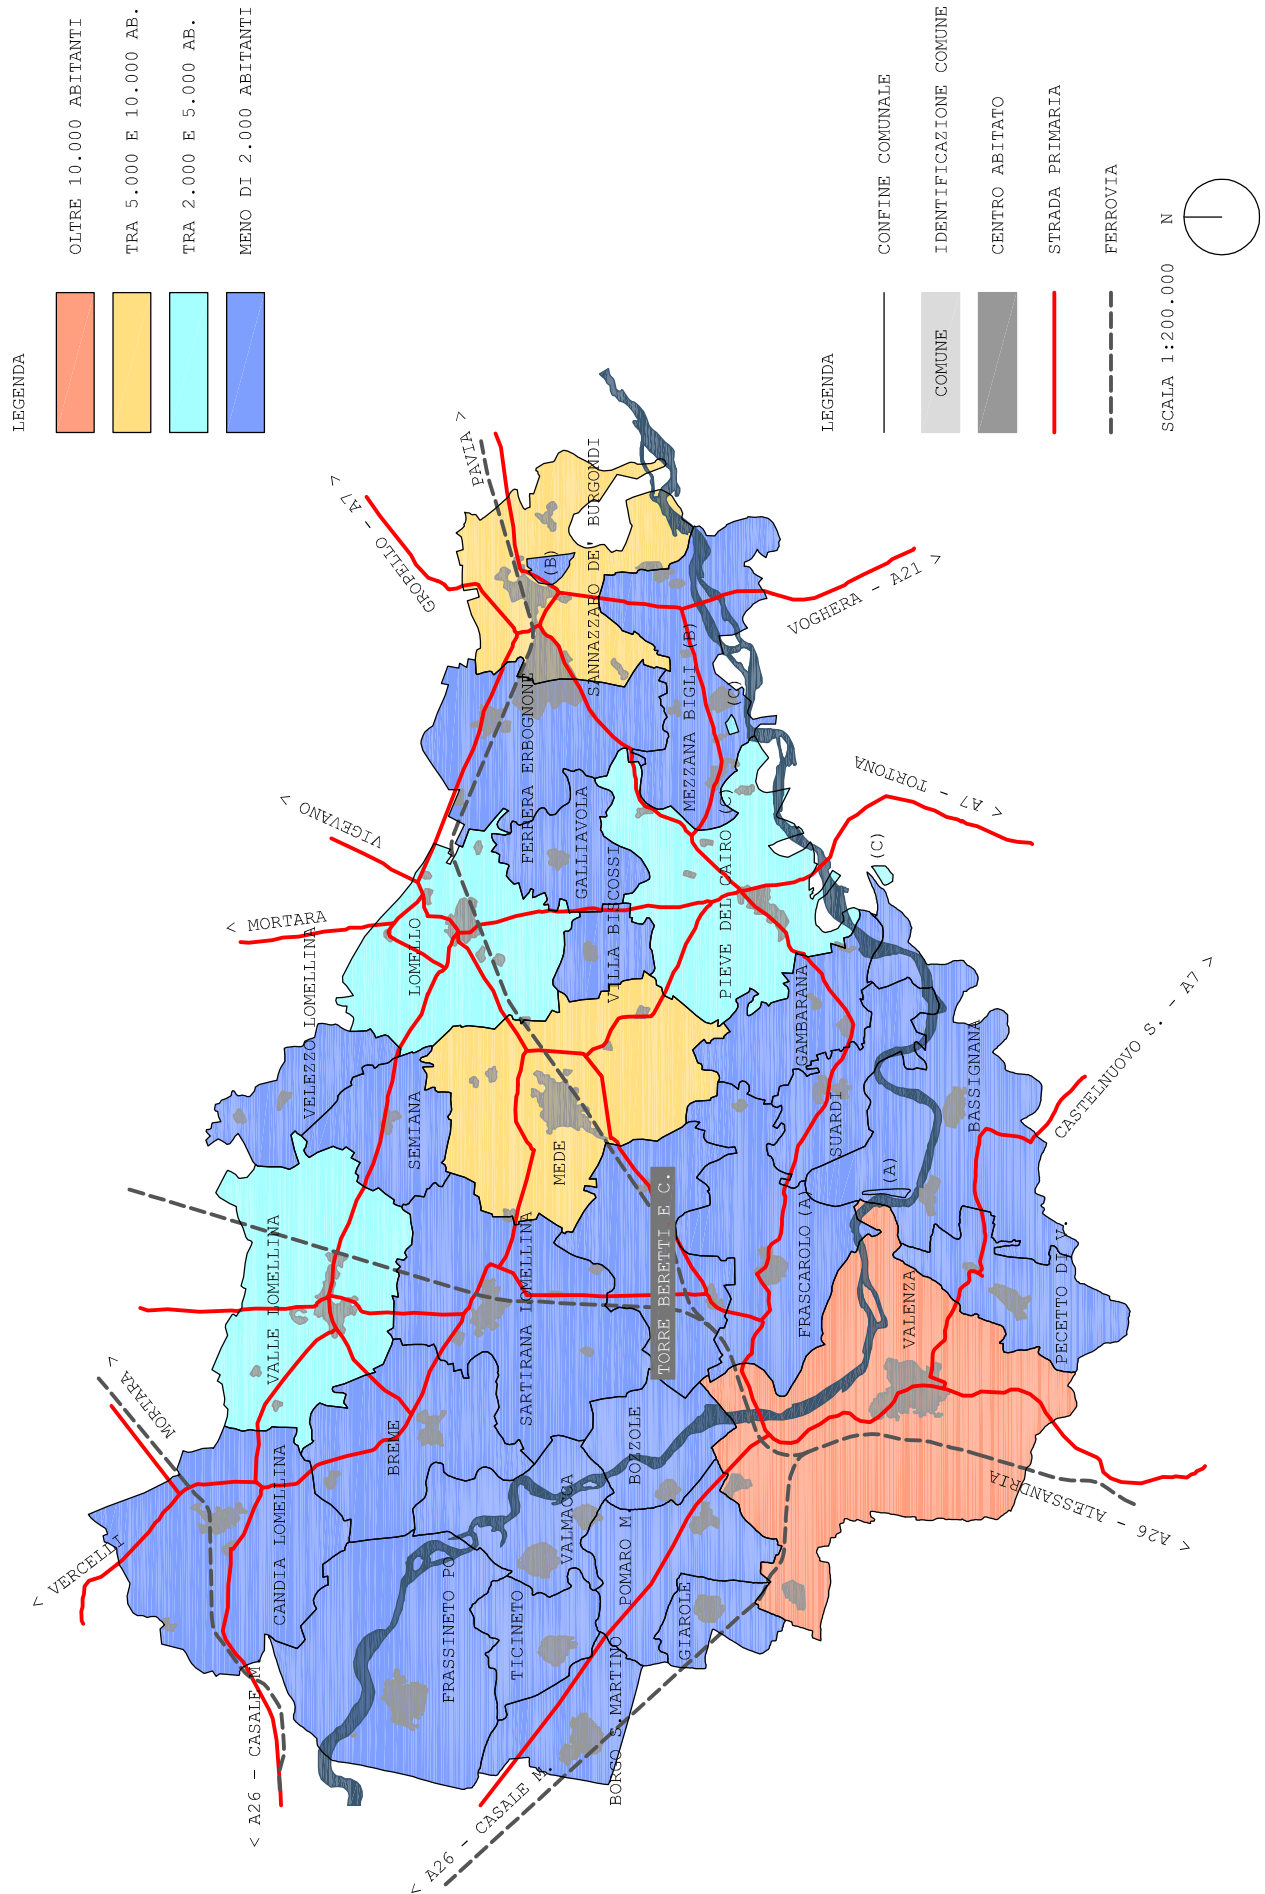 LEGENDA
OLTRE 10.000 ABITANTI
TRA 5.000 E 10.000 AB.
TRA 2.000 E 5.000 AB.
MENO DI 2.000 ABITANTI
LEGENDA
CONFINE COMUNALE
COMUNE
IDENTIFICAZIONE COMUNE
CENTRO ABITATO
STRADA PRIMARIA
FERROVIA
SCALA 1:200.000
N
< VERCELLI
MORTARA >
< A26 - CASALE M.
< A26 - CASALE M.
< MORTARA
VIGEVANO >
GROPELLO - A7 >
PAVIA >
VOGHERA - A21 >
< A7 - TORTONA
CASTELNUOVO S. - A7 >
< A26 - ALESSANDRIA
CANDIA LOMELLINA
VALLE LOMELLINA
VELEZZO LOMELLINA
BREME
SEMIANA
LOMELLO
FRASSINETO PO
TICINETO
SARTIRANA LOMELLINA
MEDE
FERRERA ERBOGNONE
(B)
VALMACCA
GALLIAVOLA
SANNAZZARO DE' BURGONDI
BORGO S.MARTINO
POMARO M.
BOZZOLE
VILLA BISCOSSI
TORRE BERETTI E C.
GIAROLE
MEZZANA BIGLI (B)
PIEVE DEL CAIRO (C)
(C)
FRASCAROLO (A)
GAMBARANA
SUARDI
(A)
(C)
VALENZA
BASSIGNANA
PECETTO DI V.